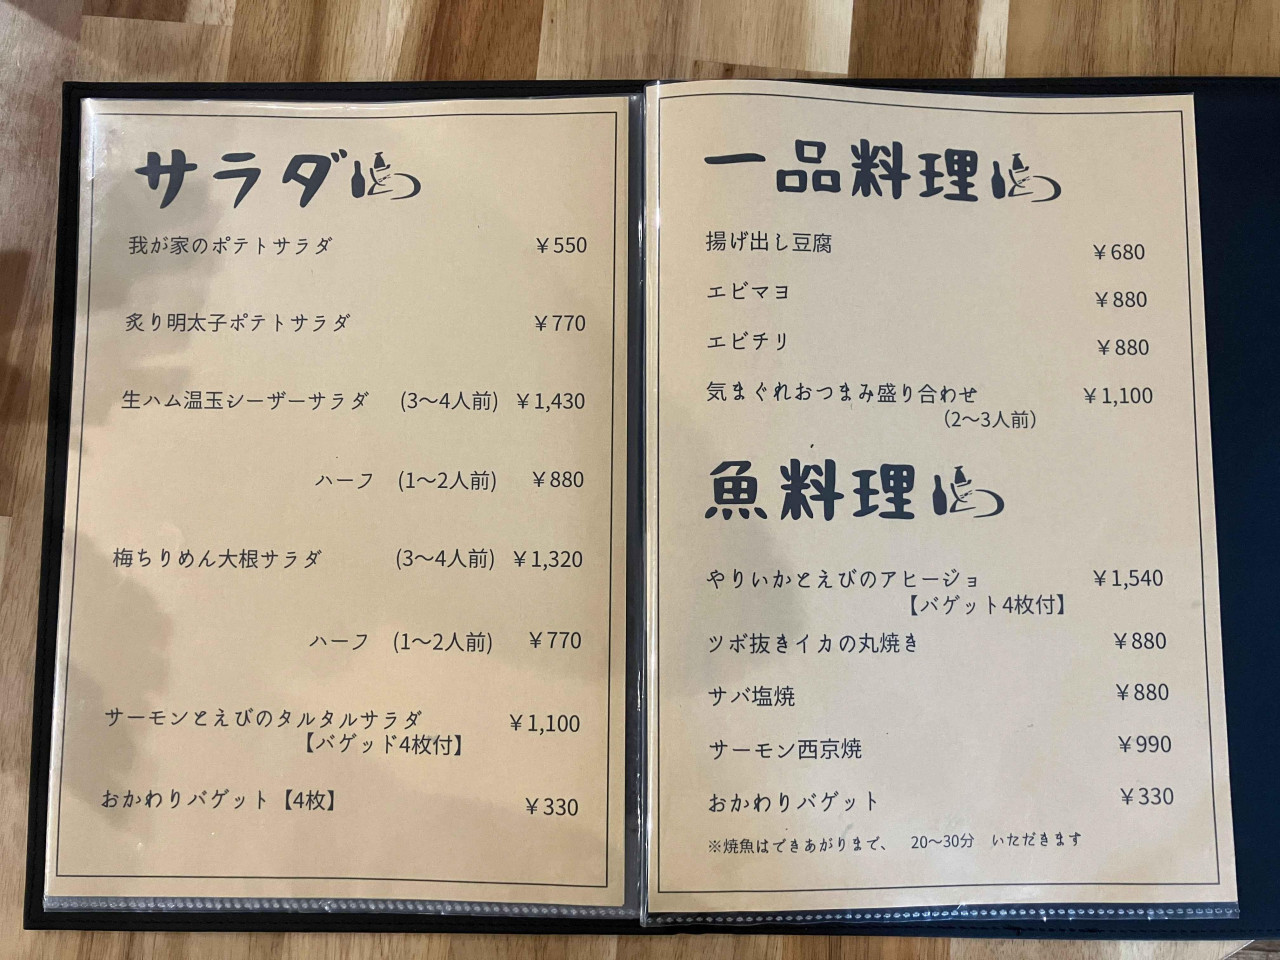 サラダ
我が家のポテトサラダ ￥550
炙り明太子ポテトサラダ ￥770
生ハム温玉シーザーサラダ (3〜4人前) ￥1,430
ハーフ (1〜2人前) ￥880
梅ちりめん大根サラダ (3〜4人前) ￥1,320
ハーフ (1〜2人前) ￥770
サーモンとえびのタルタルサラダ ￥1,100
【バゲッド4枚付】
おかわりバゲット【4枚】 ￥330
一品料理
揚げ出し豆腐 ￥680
エビマヨ ￥880
エビチリ ￥880
気まぐれおつまみ盛り合わせ ￥1,100
（2〜3人前）
魚料理
やりいかとえびのアヒージョ ￥1,540
【バゲット4枚付】
ツボ抜きイカの丸焼き ￥880
サバ塩焼 ￥880
サーモン西京焼 ￥990
おかわりバゲット ￥330
※焼魚はできあがりまで、 20〜30分 いただきます